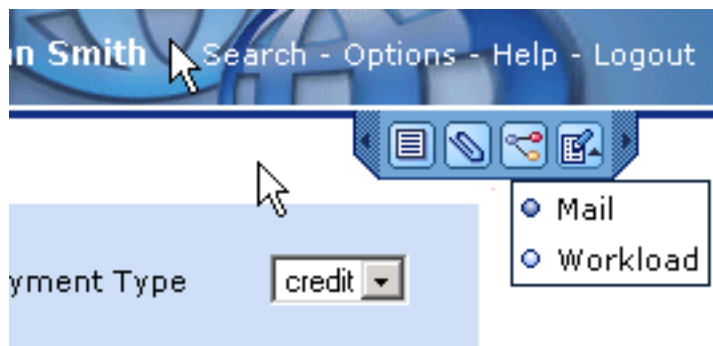 n Smith Search - Options - Help - Logout
Mail
Workload
yment Type credit